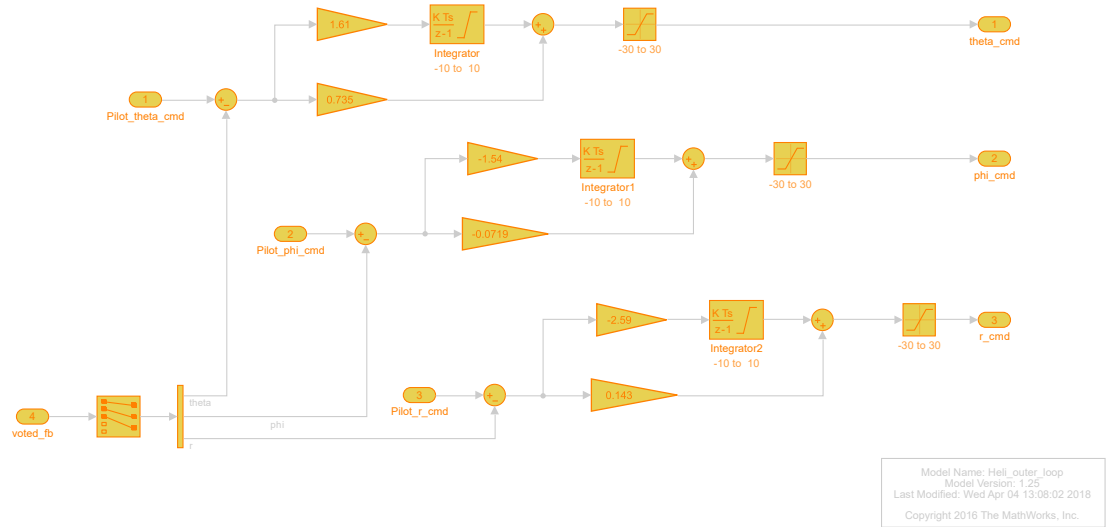 1.61
K Ts
z-1
Integrator
-10 to 10
+
+
-30 to 30
1
theta_cmd
1
Pilot_theta_cmd
+
−
0.735
-1.54
K Ts
z-1
Integrator1
-10 to 10
+
+
-30 to 30
2
phi_cmd
2
Pilot_phi_cmd
+
−
-0.0719
-2.59
K Ts
z-1
Integrator2
-10 to 10
+
+
-30 to 30
3
r_cmd
3
Pilot_r_cmd
+
−
0.143
4
voted_fb
theta
phi
r
Model Name: Heli_outer_loop
Model Version: 1.25
Last Modified: Wed Apr 04 13:08:02 2018
Copyright 2016 The MathWorks, Inc.